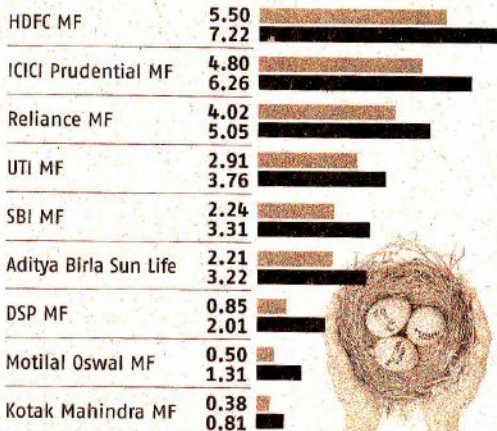 HDFC MF 5.50
7.22
ICICI Prudential MF 4.80
6.26
Reliance MF 4.02
5.05
UTI MF 2.91
3.76
SBI MF 2.24
3.31
Aditya Birla Sun Life 2.21
3.22
DSP MF 0.85
2.01
Motilal Oswal MF 0.50
1.31
Kotak Mahindra MF 0.38
0.81